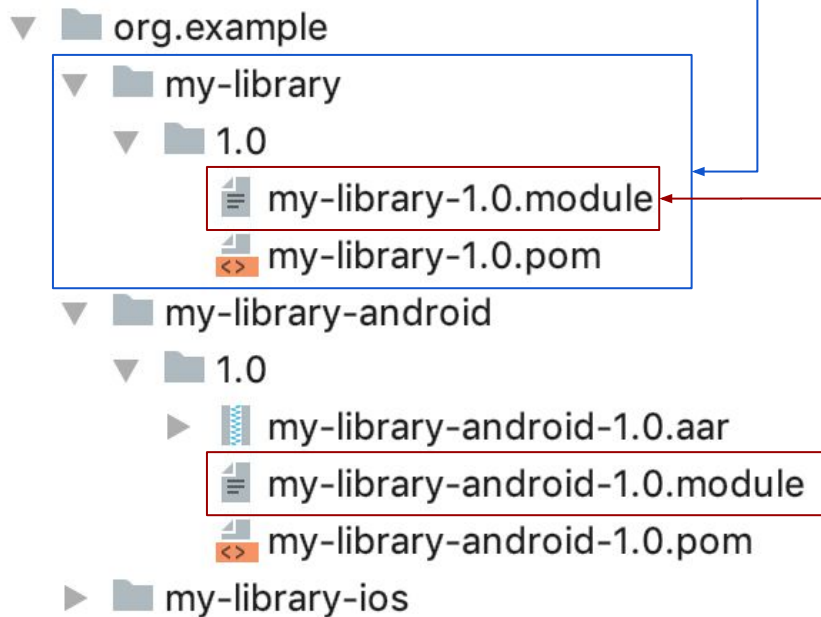 org.example
my-library
1.0
my-library-1.0.module
my-library-1.0.pom
my-library-android
1.0
my-library-android-1.0.aar
my-library-android-1.0.module
my-library-android-1.0.pom
my-library-ios